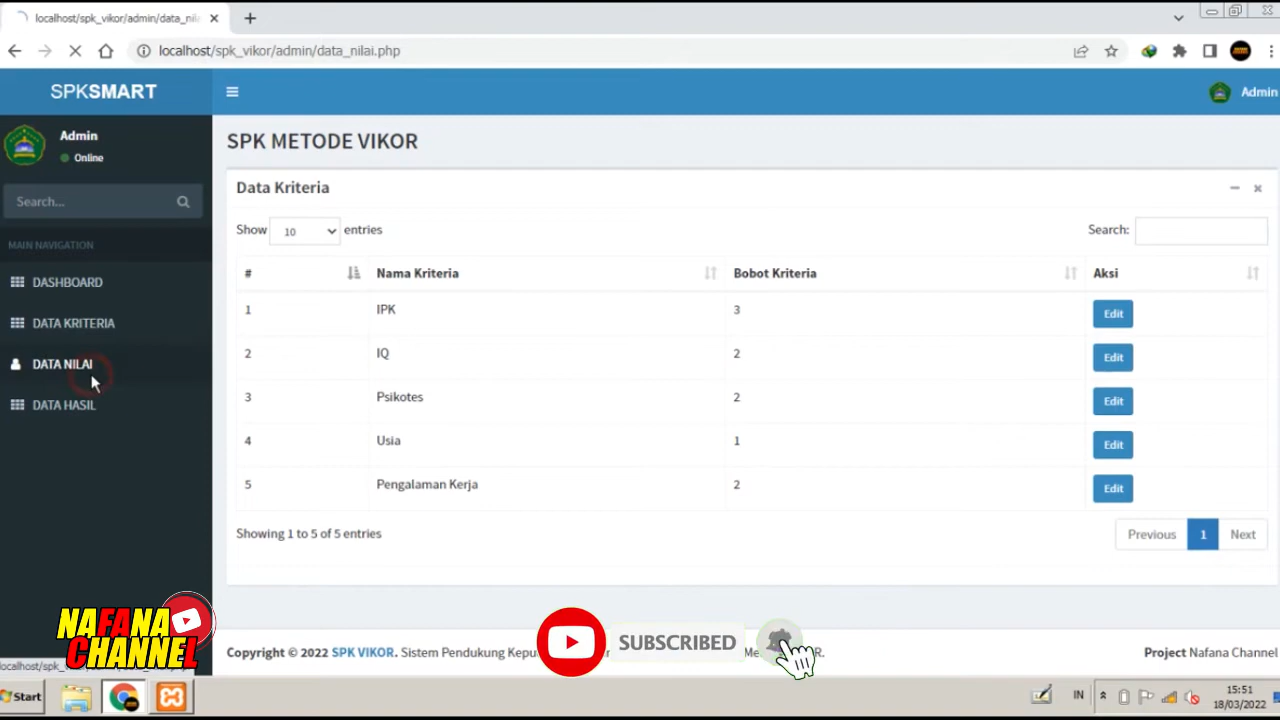 localhost/spk_vikor/admin/data_nila
localhost/spk_vikor/admin/data_nilai.php
SPKSMART
Admin
Admin
Online
Search...
MAIN NAVIGATION
DASHBOARD
DATA KRITERIA
DATA NILAI
DATA HASIL
SPK METODE VIKOR
Data Kriteria
Show 10 entries
Search:
# Nama Kriteria Bobot Kriteria Aksi
1 IPK 3 Edit
2 IQ 2 Edit
3 Psikotes 2 Edit
4 Usia 1 Edit
5 Pengalaman Kerja 2 Edit
Showing 1 to 5 of 5 entries
Previous 1 Next
NAFANA
CHANNEL
SUBSCRIBED
Copyright © 2022 SPK VIKOR. Sistem Pendukung
Project Nafana Channel
Start
IN
15:51
18/03/2022